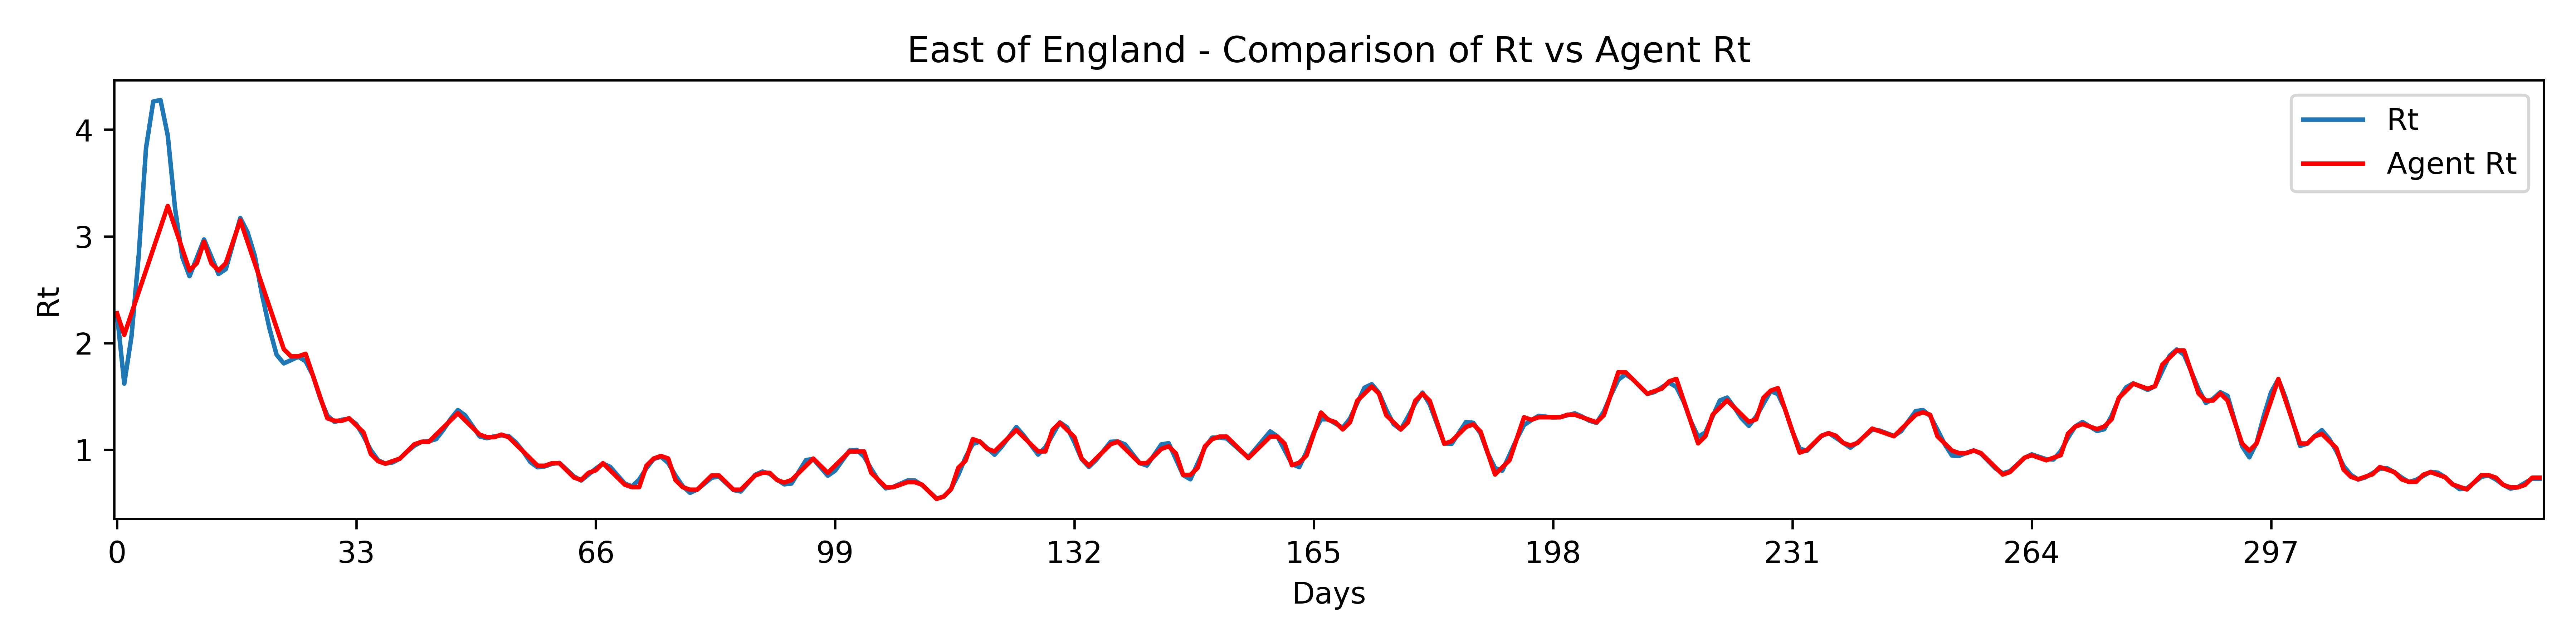 East of England - Comparison of Rt vs Agent Rt
Rt
Agent Rt
4
3
2
1
Rt
0 33 66 99 132 165 198 231 264 297
Days